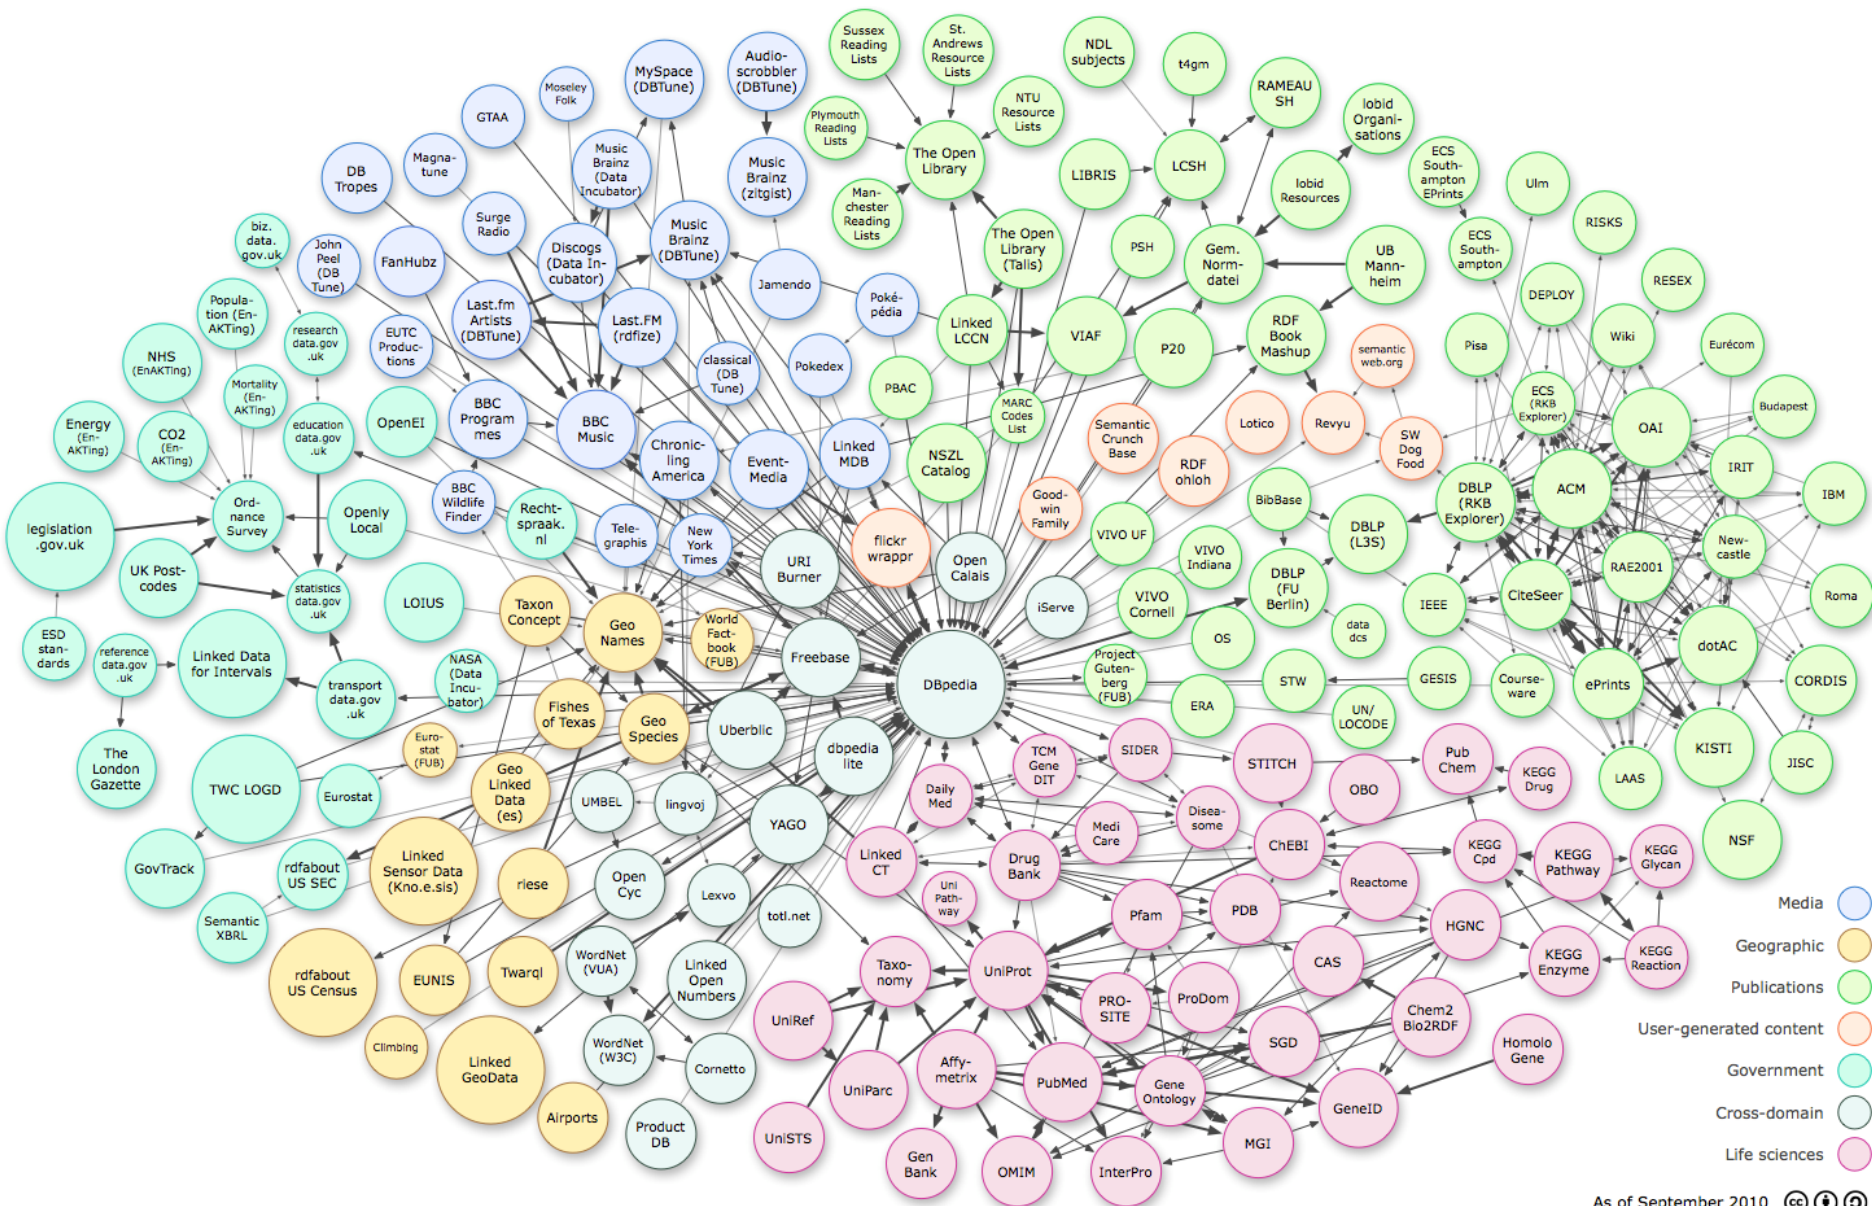 Sussex
Reading
Lists
St.
Andrews
Resource
Lists
NDL
subjects
t4gm
RAMEAU
SH
lobid
Organi-
sations
Audio-
scrobbler
(DBTune)
MySpace
(DBTune)
Moseley
Folk
GTAA
Plymouth
Reading
Lists
NTU
Resource
Lists
The Open
Library
LCSH
LIBRIS
lobid
Resources
ECS
South-
ampton
EPrints
Ulm
Magna-
tune
DB
Tropes
Music
Brainz
(Data
Incubator)
Music
Brainz
(zitgist)
Man-
chester
Reading
Lists
The Open
Library
(Talis)
PSH
Gem.
Norm-
datei
UB
Mann-
heim
ECS
South-
ampton
RISKS
biz.
data.
gov.uk
John
Peel
(DB
Tune)
FanHubz
Surge
Radio
Discogs
(Data In-
cubator)
Music
Brainz
(DBTune)
Jamendo
Poké-
pédia
Linked
LCCN
VIAF
P20
RDF
Book
Mashup
semantic
web.org
DEPLOY
RESEX
Popula-
tion (En-
AKTing)
research
data.gov
.uk
EUTC
Produc-
tions
Last.fm
Artists
(DBTune)
Last.FM
(rdfize)
classical
(DB
Tune)
Pokedex
PBAC
MARC
Codes
List
Pisa
Wiki
Eurécom
NHS
(EnAKTing)
Mortality
(En-
AKTing)
OpenEI
BBC
Program
mes
BBC
Music
Chronic-
ling
America
Event-
Media
Linked
MDB
NSZL
Catalog
Semantic
Crunch
Base
RDF
ohloh
Lotico
Revyu
SW
Dog
Food
ECS
(RKB
Explorer)
OAI
Budapest
Energy
(En-
AKTing)
CO2
(En-
AKTing)
education
data.gov
.uk
BBC
Wildlife
Finder
Recht-
spraak.
nl
Tele-
graphis
New
York
Times
URI
Burner
flickr
wrappr
Open
Calais
Good-
win
Family
VIVO UF
VIVO
Indiana
BibBase
DBLP
(L3S)
DBLP
(RKB
Explorer)
ACM
IRIT
IBM
legislation
.gov.uk
Ord-
nance
Survey
Openly
Local
UK Post-
codes
statistics
data.gov
.uk
LOIUS
Taxon
Concept
Geo
Names
World
Fact-
book
(FUB)
Freebase
iServe
VIVO
Cornell
DBLP
(FU
Berlin)
data
dcs
IEEE
CiteSeer
RAE2001
New-
castle
Roma
ESD
stan-
dards
reference
data.gov
.uk
Linked Data
for Intervals
transport
data.gov
.uk
NASA
(Data
Incu-
bator)
Fishes
of Texas
Geo
Species
Uberblic
DBpedia
Project
Guten-
berg
(FUB)
OS
STW
GESIS
Course-
ware
ePrints
dotAC
CORDIS
ERA
UN/
LOCODE
The
London
Gazette
TWC LOGD
Eurostat
Euro-
stat
(FUB)
Geo
Linked
Data
(es)
UMBEL
lingvoj
dbpedia
lite
YAGO
Daily
Med
TCM
Gene
DIT
SIDER
STITCH
Pub
Chem
KEGG
Drug
LAAS
KISTI
JISC
Disea-
some
OBO
NSF
GovTrack
rdfabout
US SEC
Linked
Sensor Data
(Kno.e.sis)
riese
Open
Cyc
Lexvo
totl.net
Linked
CT
Drug
Bank
Medi
Care
ChEBI
KEGG
Cpd
KEGG
Pathway
KEGG
Glycan
Semantic
XBRL
Uni
Path-
way
Pfam
PDB
Reactome
HGNC
KEGG
Enzyme
KEGG
Reaction
rdfabout
US Census
EUNIS
Twarql
WordNet
(VUA)
Linked
Open
Numbers
Taxo-
nomy
UniProt
PRO-
SITE
ProDom
CAS
Chem2
Bio2RDF
Climbing
Linked
GeoData
WordNet
(W3C)
Cornetto
UniRef
UniParc
Affy-
metrix
PubMed
Gene
Ontology
SGD
GeneID
Homolo
Gene
Airports
Product
DB
UniSTS
Gen
Bank
OMIM
InterPro
MGI
Media
Geographic
Publications
User-generated content
Government
Cross-domain
Life sciences
As of September 2010